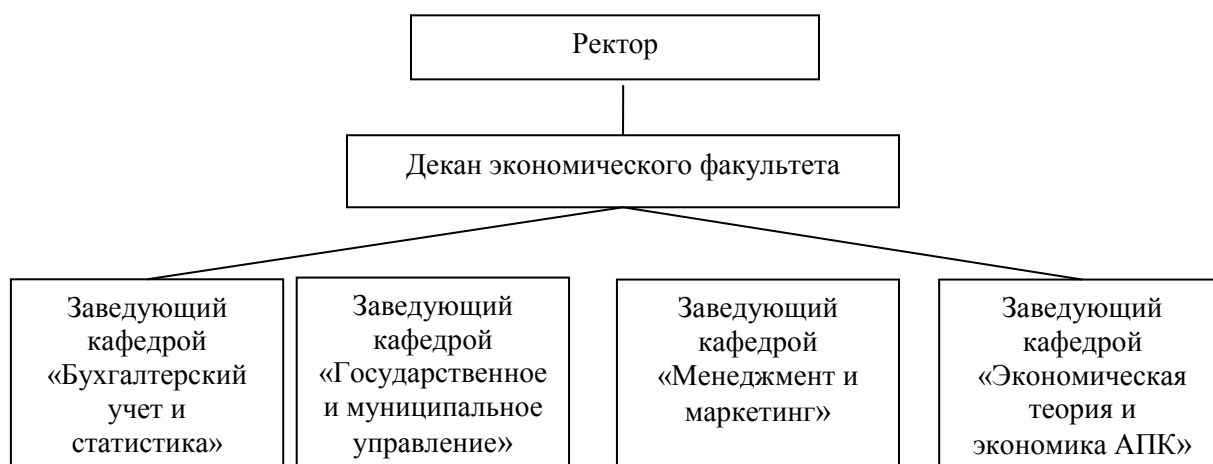 Ректор
Декан экономического факультета
Заведующий
кафедрой
«Бухгалтерский
учет и
статистика»
Заведующий
кафедрой
«Государственное
и муниципальное
управление»
Заведующий
кафедрой
«Менеджмент и
маркетинг»
Заведующий
кафедрой
«Экономическая
теория и
экономика АПК»